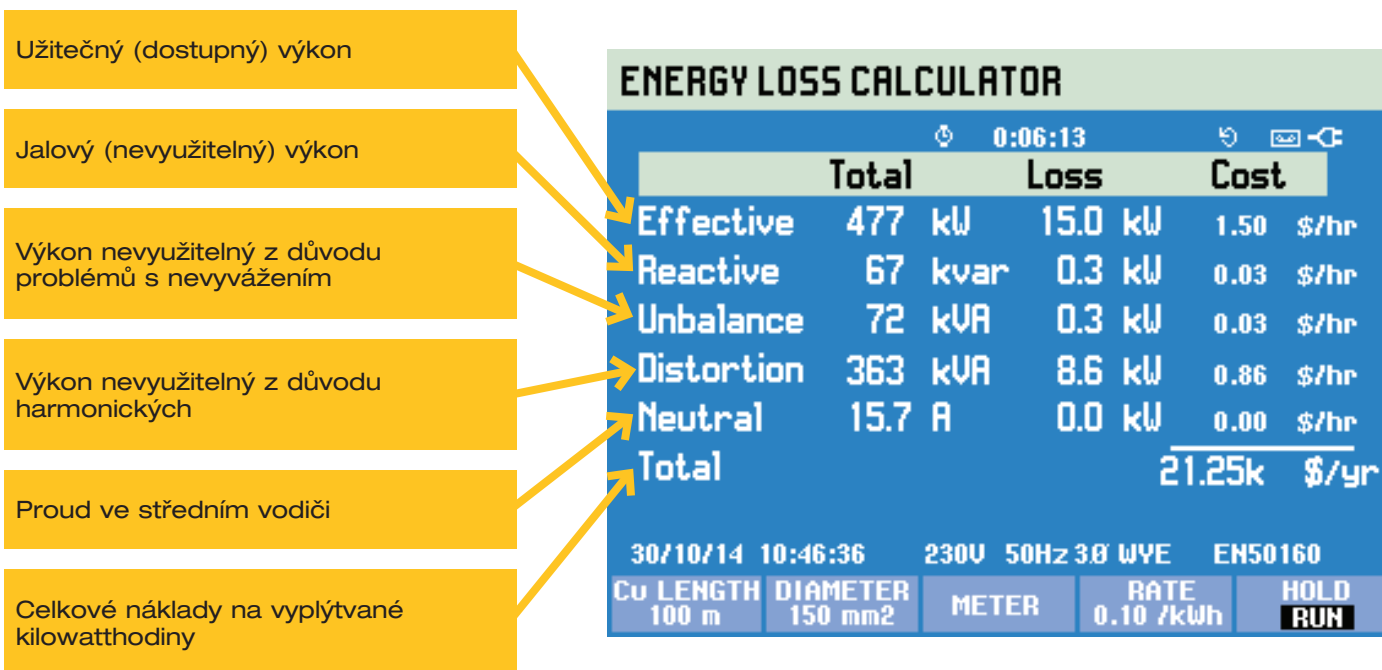 Užitečný (dostupný) výkon
Jalový (nevyužitelný) výkon
Výkon nevyužitelný z důvodu
problémů s nevyvážením
Výkon nevyužitelný z důvodu
harmonických
Proud ve středním vodiči
Celkové náklady na vyplýtvané
kilowatthodiny
ENERGY LOSS CALCULATOR
0:06:13
Total Loss Cost
Effective 477 kW 15.0 kW 1.50 $/hr
Reactive 67 kvar 0.3 kW 0.03 $/hr
Unbalance 72 kVA 0.3 kW 0.03 $/hr
Distortion 363 kVA 8.6 kW 0.86 $/hr
Neutral 15.7 A 0.0 kW 0.00 $/hr
Total 21.25k $/yr
30/10/14 10:46:36 230V 50Hz 3Ø WYE EN50160
Cu LENGTH DIAMETER METER RATE HOLD
100 m 150 mm2 0.10 /kWh RUN